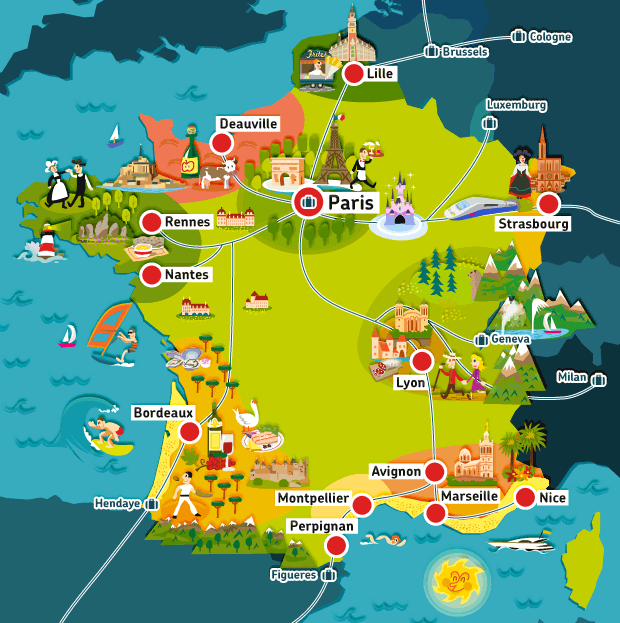 Frites
Cologne
Brussels
Lille
Luxemburg
Deauville
Paris
Rennes
Strasbourg
Nantes
Geneva
Lyon
Milan
Bordeaux
Avignon
Montpellier
Marseille
Nice
Hendaye
Perpignan
Figueres